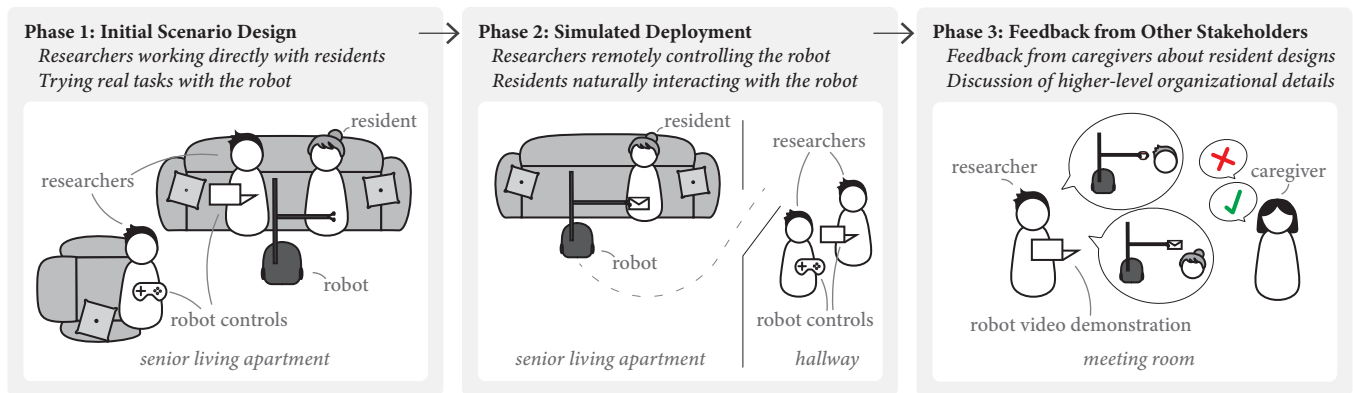 Phase 1: Initial Scenario Design
Researchers working directly with residents
Trying real tasks with the robot
resident
researchers
robot
robot controls
senior living apartment
Phase 2: Simulated Deployment
Researchers remotely controlling the robot
Residents naturally interacting with the robot
resident
researchers
robot
robot controls
senior living apartment
hallway
Phase 3: Feedback from Other Stakeholders
Feedback from caregivers about resident designs
Discussion of higher-level organizational details
researcher
caregiver
robot video demonstration
meeting room